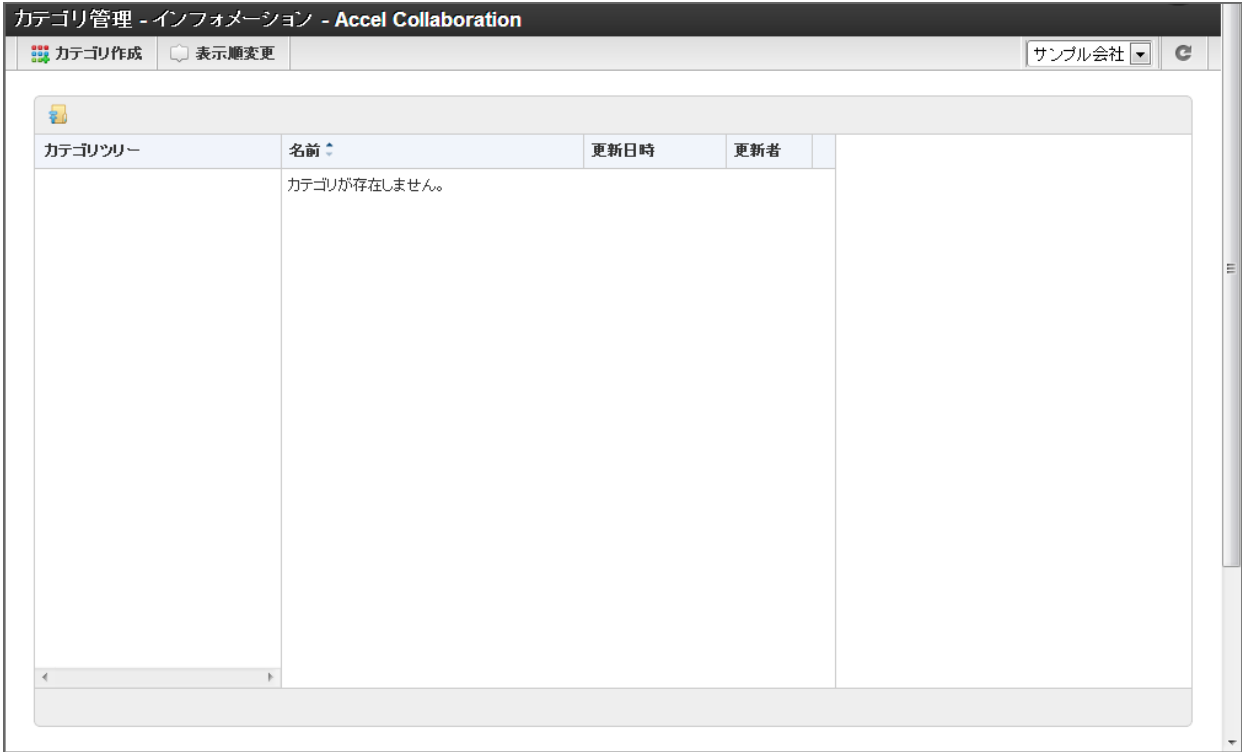 カテゴリ管理 - インフォメーション - Accel Collaboration
カテゴリ作成 表示順変更 サンプル会社
カテゴリツリー 名前 更新日時 更新者
カテゴリが存在しません。